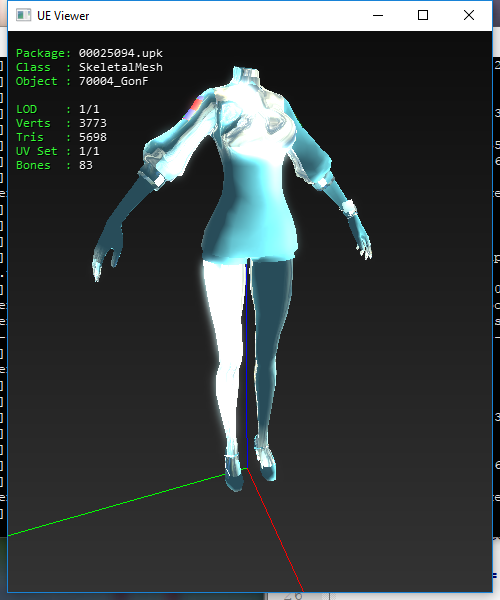 UE Viewer
Package: 00025094.upk
Class : SkeletalMesh
Object : 70004_GonF
LOD : 1/1
Verts : 3773
Tris : 5698
UV Set : 1/1
Bones : 83